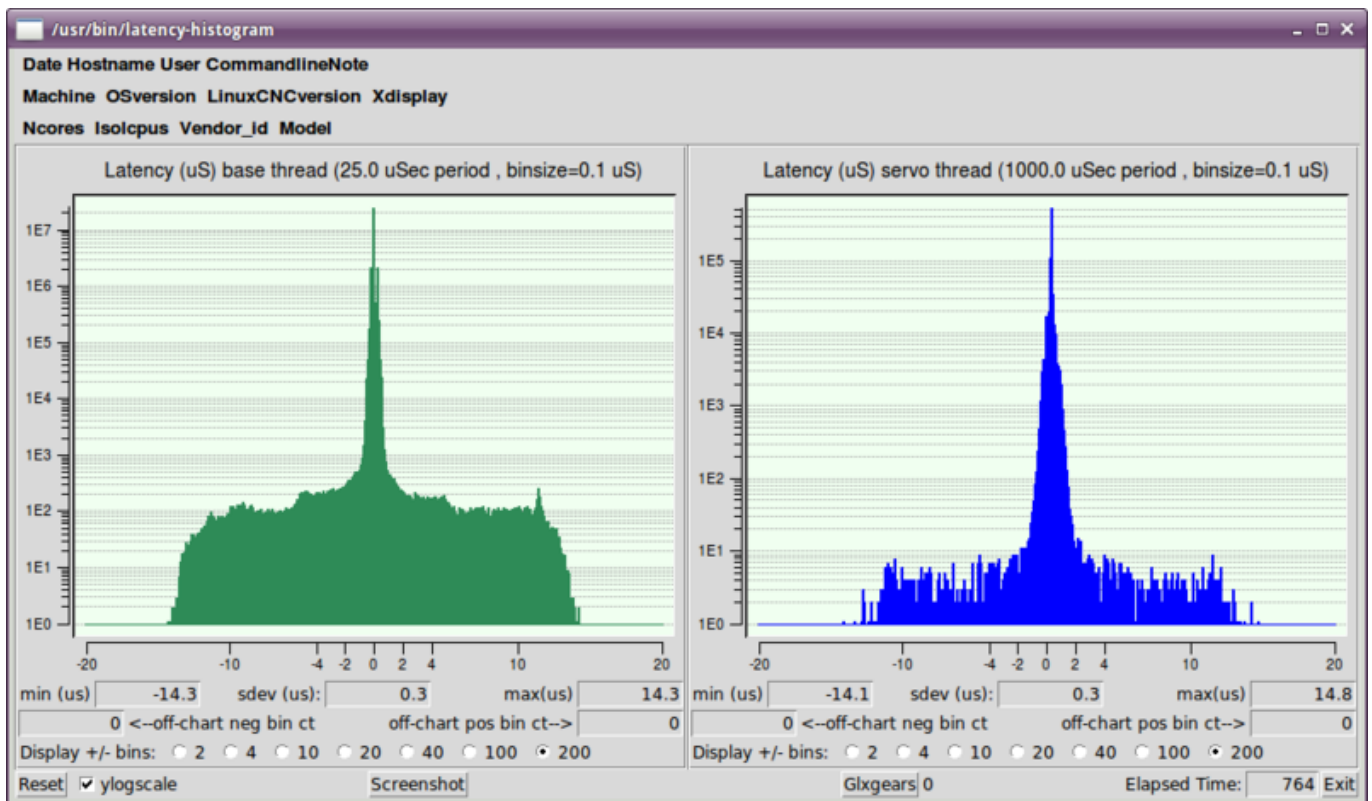 /usr/bin/latency-histogram
Date Hostname User CommandlineNote
Machine OSversion LinuxCNCversion Xdisplay
Ncores Isolcpus Vendor_id Model
Latency (uS) base thread (25.0 uSec period , binsize=0.1 uS)
1E7
1E6
1E5
1E4
1E3
1E2
1E1
1E0
-20 -10 -4 -2 0 2 4 10 20
min (us) -14.3 sdev (us): 0.3 max(us) 14.3
0 <--off-chart neg bin ct off-chart pos bin ct--> 0
Display +/- bins: 2 4 10 20 40 100 200
Latency (uS) servo thread (1000.0 uSec period , binsize=0.1 uS)
1E5
1E4
1E3
1E2
1E1
1E0
-20 -10 -4 -2 0 2 4 10 20
min (us) -14.1 sdev (us): 0.3 max(us) 14.8
0 <--off-chart neg bin ct off-chart pos bin ct--> 0
Display +/- bins: 2 4 10 20 40 100 200
Reset ylogscale Screenshot Glxgears 0 Elapsed Time: 764 Exit